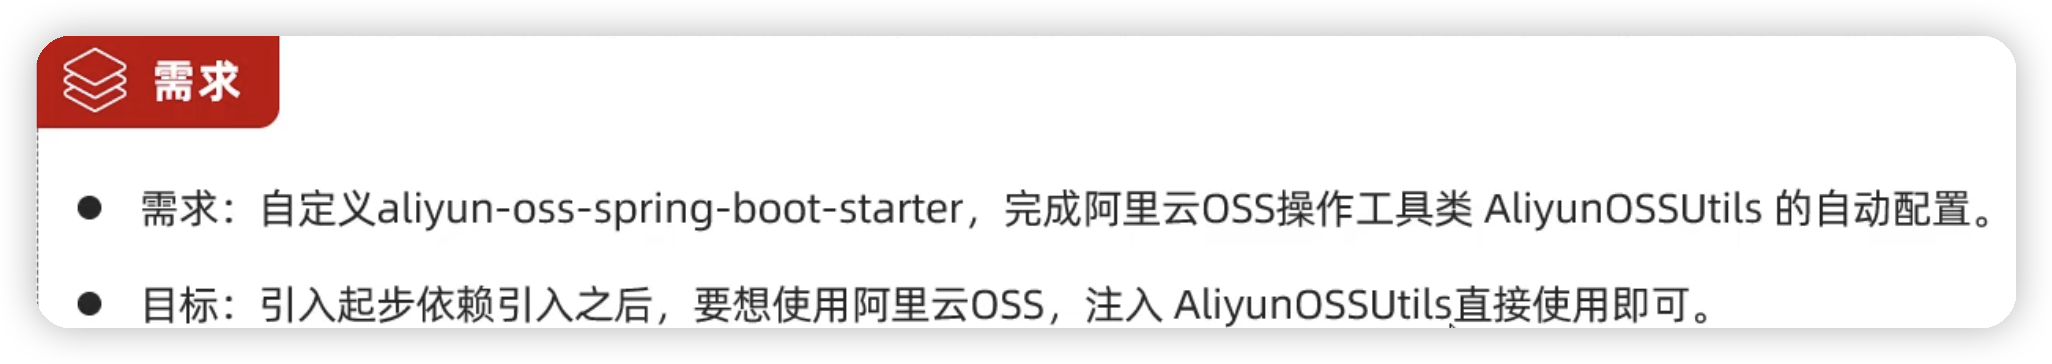 需求
● 需求：自定义aliyun-oss-spring-boot-starter，完成阿里云OSS操作工具类 AliyunOSSUtils 的自动配置。
● 目标：引入起步依赖引入之后，要想使用阿里云OSS，注入 AliyunOSSUtils直接使用即可。